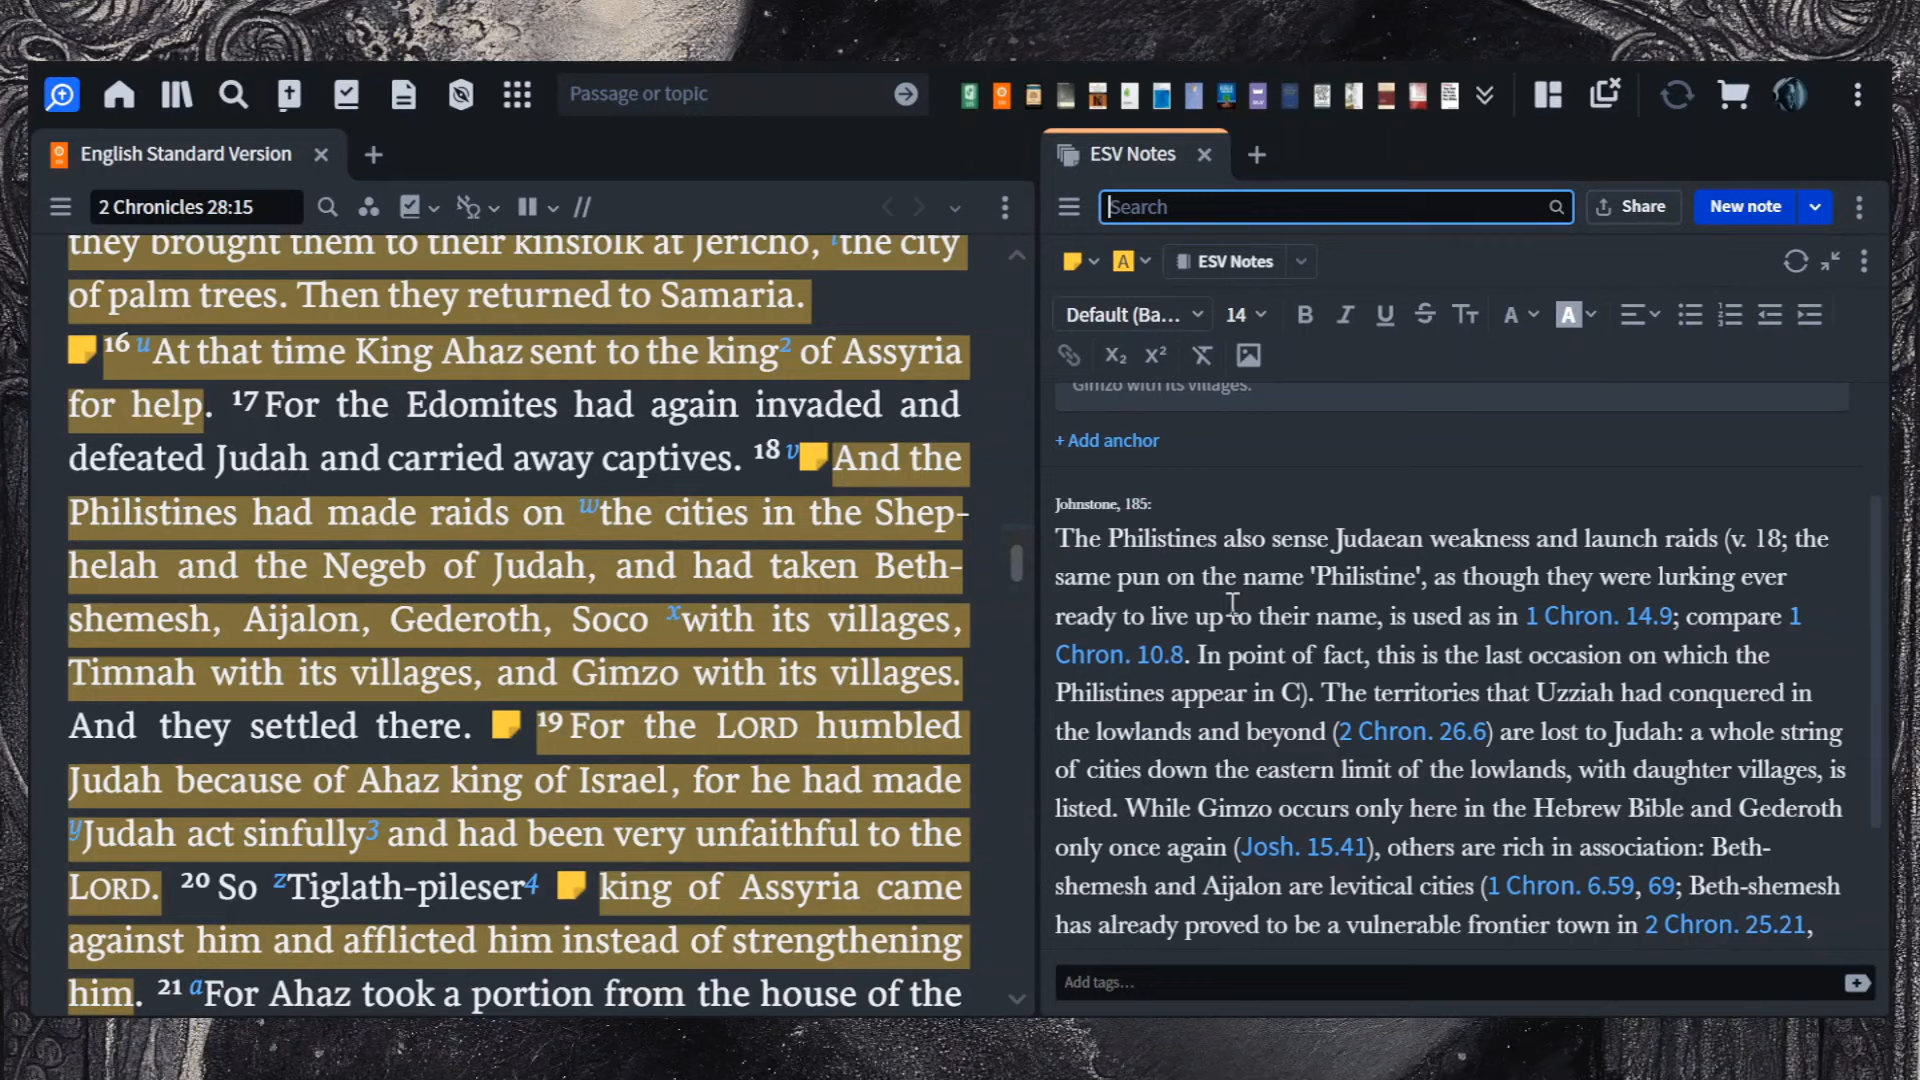 Passage or topic
English Standard Version
ESV Notes
2 Chronicles 28:15
Search
Share
New note
ESV Notes
Default (Ba...
14
they brought them to their kinsfolk at Jericho, tthe city
of palm trees. Then they returned to Samaria.
16 uAt that time King Ahaz sent to the king2 of Assyria
for help. 17 For the Edomites had again invaded and
defeated Judah and carried away captives. 18 vAnd the
Philistines had made raids on wthe cities in the Shep-
helah and the Negeb of Judah, and had taken Beth-
shemesh, Aijalon, Gederoth, Soco xwith its villages,
Timnah with its villages, and Gimzo with its villages.
And they settled there. 19 For the LORD humbled
Judah because of Ahaz king of Israel, for he had made
yJudah act sinfully3 and had been very unfaithful to the
LORD. 20 So zTiglath-pileser4 king of Assyria came
against him and afflicted him instead of strengthening
him. 21 aFor Ahaz took a portion from the house of the
Gimzo with its villages.
+ Add anchor
Johnstone, 185:
The Philistines also sense Judaean weakness and launch raids (v. 18; the
same pun on the name 'Philistine', as though they were lurking ever
ready to live up to their name, is used as in 1 Chron. 14.9; compare 1
Chron. 10.8. In point of fact, this is the last occasion on which the
Philistines appear in C). The territories that Uzziah had conquered in
the lowlands and beyond (2 Chron. 26.6) are lost to Judah: a whole string
of cities down the eastern limit of the lowlands, with daughter villages, is
listed. While Gimzo occurs only here in the Hebrew Bible and Gederoth
only once again (Josh. 15.41), others are rich in association: Beth-
shemesh and Aijalon are levitical cities (1 Chron. 6.59, 69; Beth-shemesh
has already proved to be a vulnerable frontier town in 2 Chron. 25.21,
Add tags...